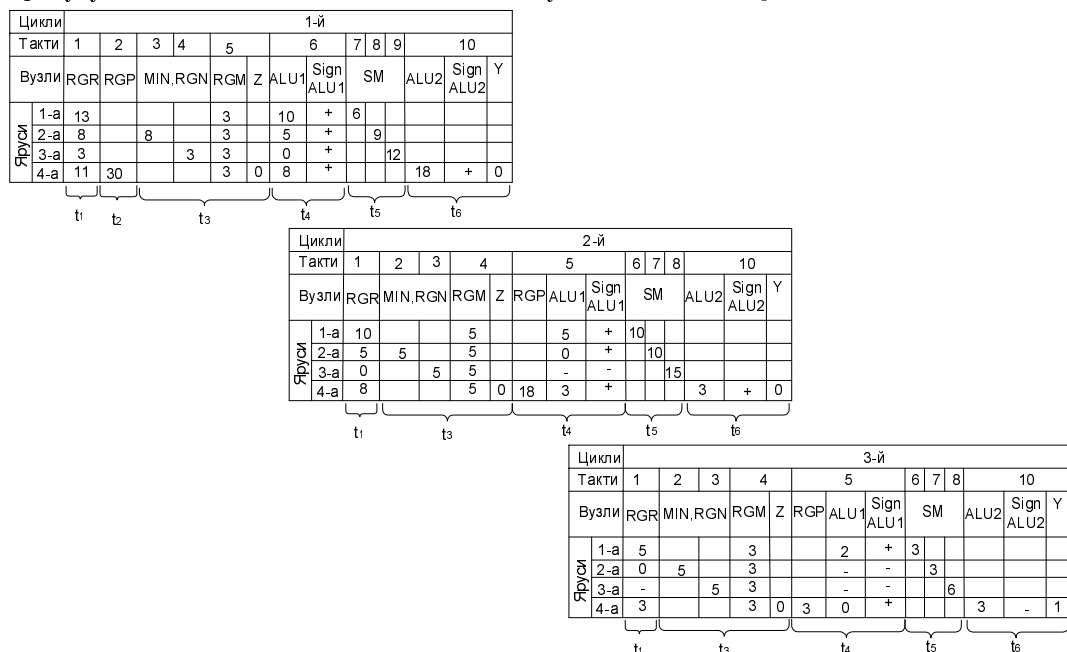 Цикли 1-й
Такти 1 2 3 4 5 6 7 8 9 10
Вузли RGR RGP MIN,RGN RGM Z ALU1 Sign ALU1 SM ALU2 Sign ALU2 Y
Яруси
1-а 13 3 10 + 6
2-а 8 8 3 5 + 9
3-а 3 3 3 0 + 12
4-а 11 30 3 0 8 + 18 + 0
t1 t2 t3 t4 t5 t6
Цикли 2-й
Такти 1 2 3 4 5 6 7 8 10
Вузли RGR MIN,RGN RGM Z RGP ALU1 Sign ALU1 SM ALU2 Sign ALU2 Y
Яруси
1-а 10 5 5 + 10
2-а 5 5 5 0 + 10
3-а 0 5 5 - - 15
4-а 8 5 0 18 3 + 3 + 0
t1 t3 t4 t5 t6
Цикли 3-й
Такти 1 2 3 4 5 6 7 8 10
Вузли RGR MIN,RGN RGM Z RGP ALU1 Sign ALU1 SM ALU2 Sign ALU2 Y
Яруси
1-а 5 3 2 + 3
2-а 0 5 3 - - 3
3-а - 5 3 - - 6
4-а 3 3 0 3 0 + 3 - 1
t1 t3 t4 t5 t6